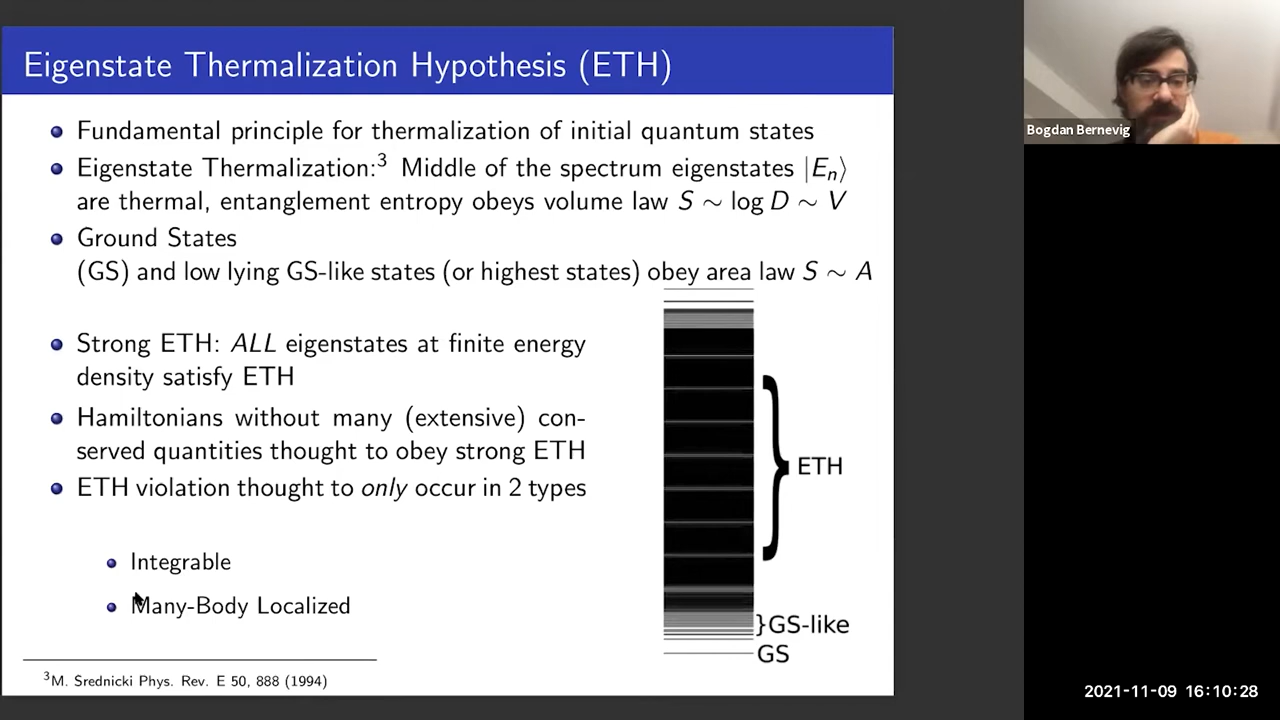 Eigenstate Thermalization Hypothesis (ETH)
Fundamental principle for thermalization of initial quantum states
Eigenstate Thermalization:³ Middle of the spectrum eigenstates |Eₙ⟩
are thermal, entanglement entropy obeys volume law S ∼ log D ∼ V
Ground States
(GS) and low lying GS-like states (or highest states) obey area law S ∼ A
Strong ETH: ALL eigenstates at finite energy
density satisfy ETH
Hamiltonians without many (extensive) con-
served quantities thought to obey strong ETH
ETH violation thought to only occur in 2 types
Integrable
Many-Body Localized
ETH
}GS-like
GS
³M. Srednicki Phys. Rev. E 50, 888 (1994)
Bogdan Bernevig
2021-11-09 16:10:28